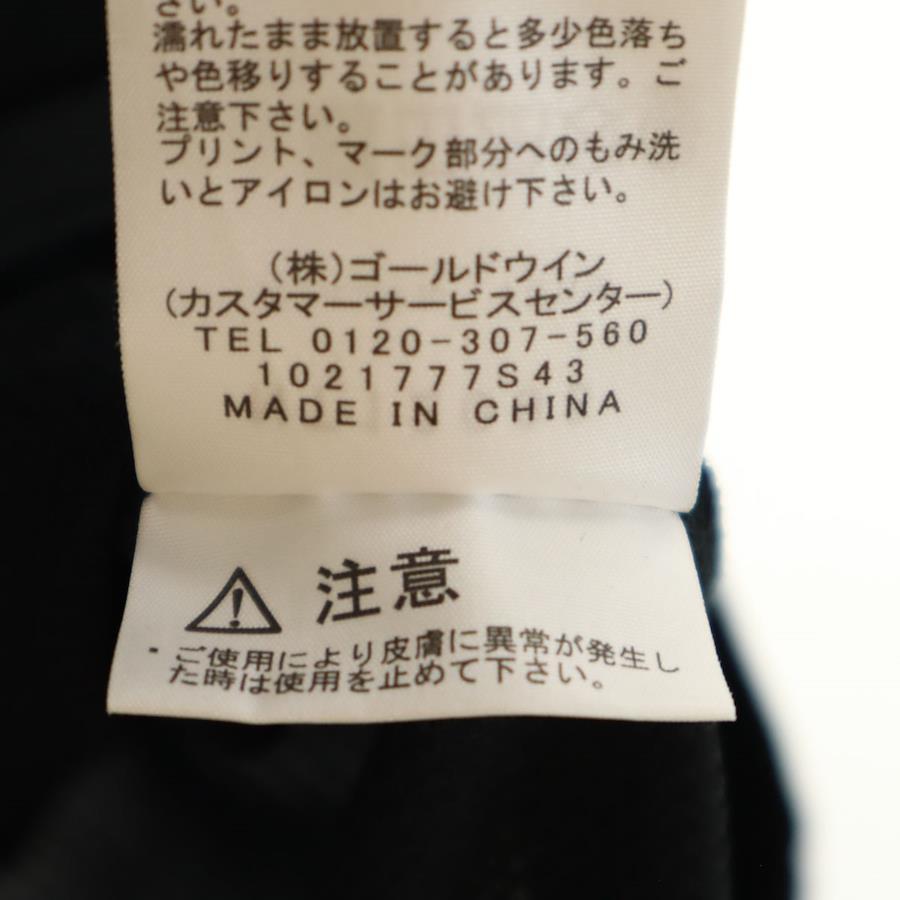 さい。
濡れたまま放置すると多少色落ち
や色移りすることがあります。ご
注意下さい。
プリント、マーク部分へのもみ洗
いとアイロンはお避け下さい。
(株)ゴールドウイン
(カスタマーサービスセンター)
TEL 0120-307-560
1021777S43
MADE IN CHINA
注意
・ご使用により皮膚に異常が発生し
た時は使用を止めて下さい。